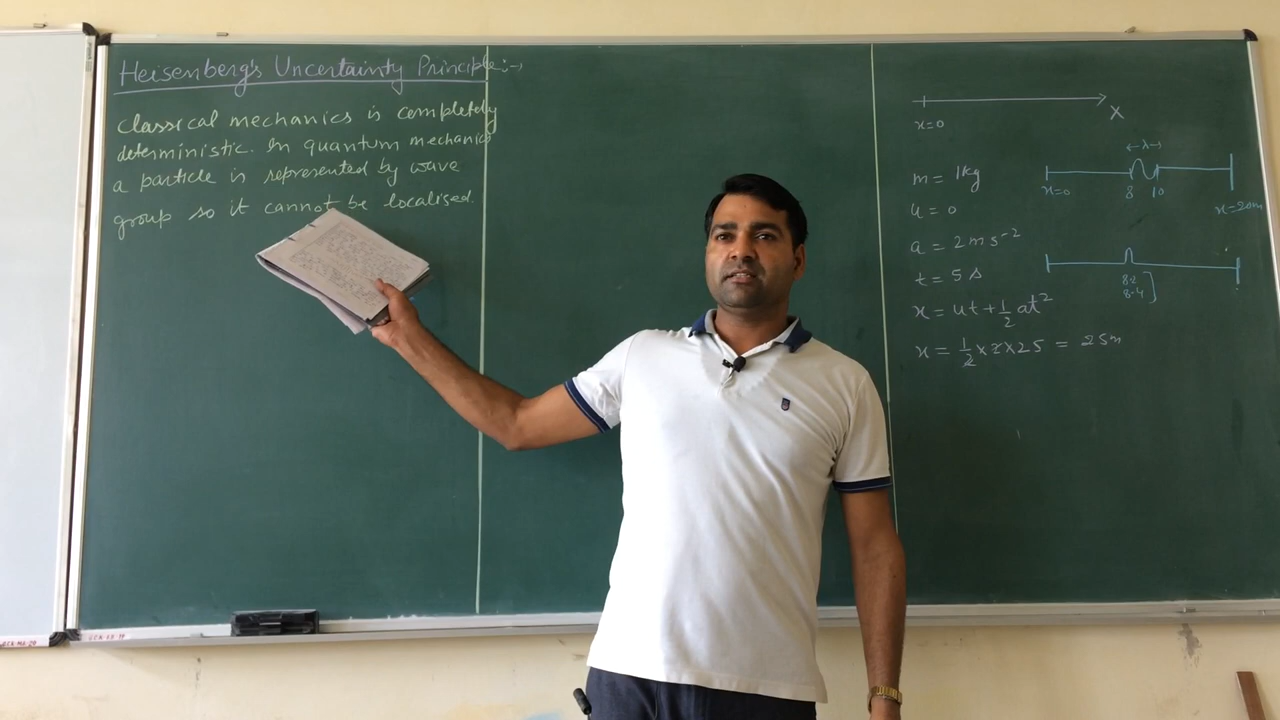 Heisenberg's Uncertainty Principle:→
Classical mechanics is completely
deterministic. In quantum mechanics
a particle is represented by wave
group so it cannot be localised.
x=0
X
m = 1kg
u = 0
a = 2 m s⁻²
t = 5 s
x = ut + 1/2 at²
x = 1/2 x 2 x 25 = 25m
←λ→
x=0
8
10
x=20m
8.2
8.4